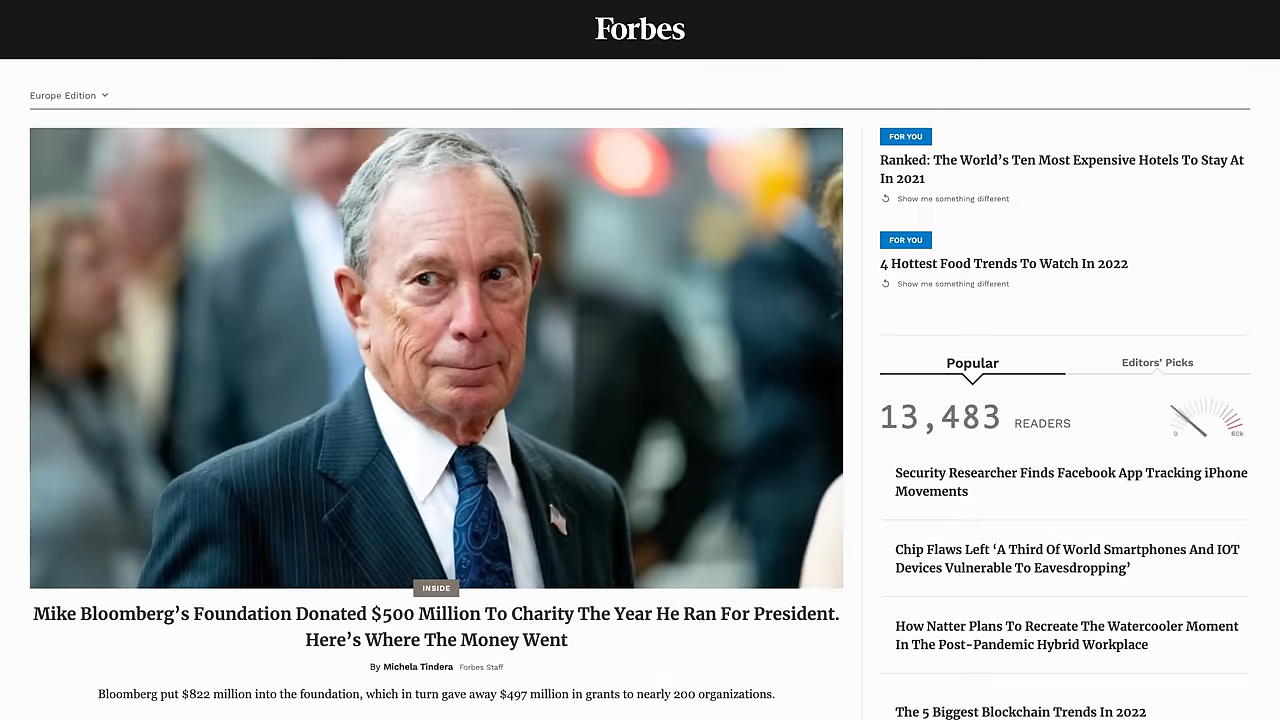 Forbes
Europe Edition
INSIDE
Mike Bloomberg’s Foundation Donated $500 Million To Charity The Year He Ran For President.
Here’s Where The Money Went
By Michela Tindera Forbes Staff
Bloomberg put $822 million into the foundation, which in turn gave away $497 million in grants to nearly 200 organizations.
FOR YOU
Ranked: The World’s Ten Most Expensive Hotels To Stay At
In 2021
Show me something different
FOR YOU
4 Hottest Food Trends To Watch In 2022
Show me something different
Popular
Editors’ Picks
13,483 READERS
0 60k
Security Researcher Finds Facebook App Tracking iPhone
Movements
Chip Flaws Left ‘A Third Of World Smartphones And IOT
Devices Vulnerable To Eavesdropping’
How Natter Plans To Recreate The Watercooler Moment
In The Post-Pandemic Hybrid Workplace
The 5 Biggest Blockchain Trends In 2022